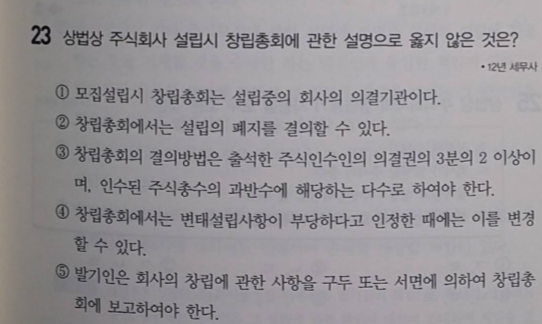 23 상법상 주식회사 설립시 창립총회에 관한 설명으로 옳지 않은 것은?
• 12년 세무사
① 모집설립시 창립총회는 설립중의 회사의 의결기관이다.
② 창립총회에서는 설립의 폐지를 결의할 수 있다.
③ 창립총회의 결의방법은 출석한 주식인수인의 의결권의 3분의 2 이상이
며, 인수된 주식총수의 과반수에 해당하는 다수로 하여야 한다.
④ 창립총회에서는 변태설립사항이 부당하다고 인정한 때에는 이를 변경
할 수 있다.
⑤ 발기인은 회사의 창립에 관한 사항을 구두 또는 서면에 의하여 창립총
회에 보고하여야 한다.